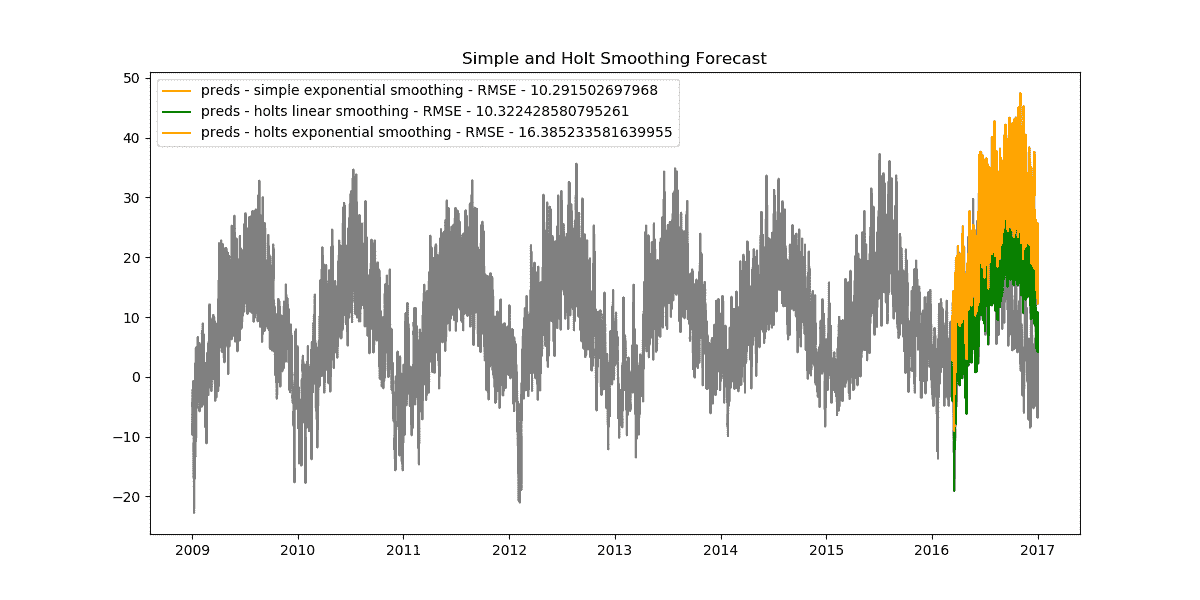 Simple and Holt Smoothing Forecast
preds - simple exponential smoothing - RMSE - 10.291502697968
preds - holts linear smoothing - RMSE - 10.322428580795261
preds - holts exponential smoothing - RMSE - 16.385233581639955
50
40
30
20
10
0
−10
−20
2009 2010 2011 2012 2013 2014 2015 2016 2017